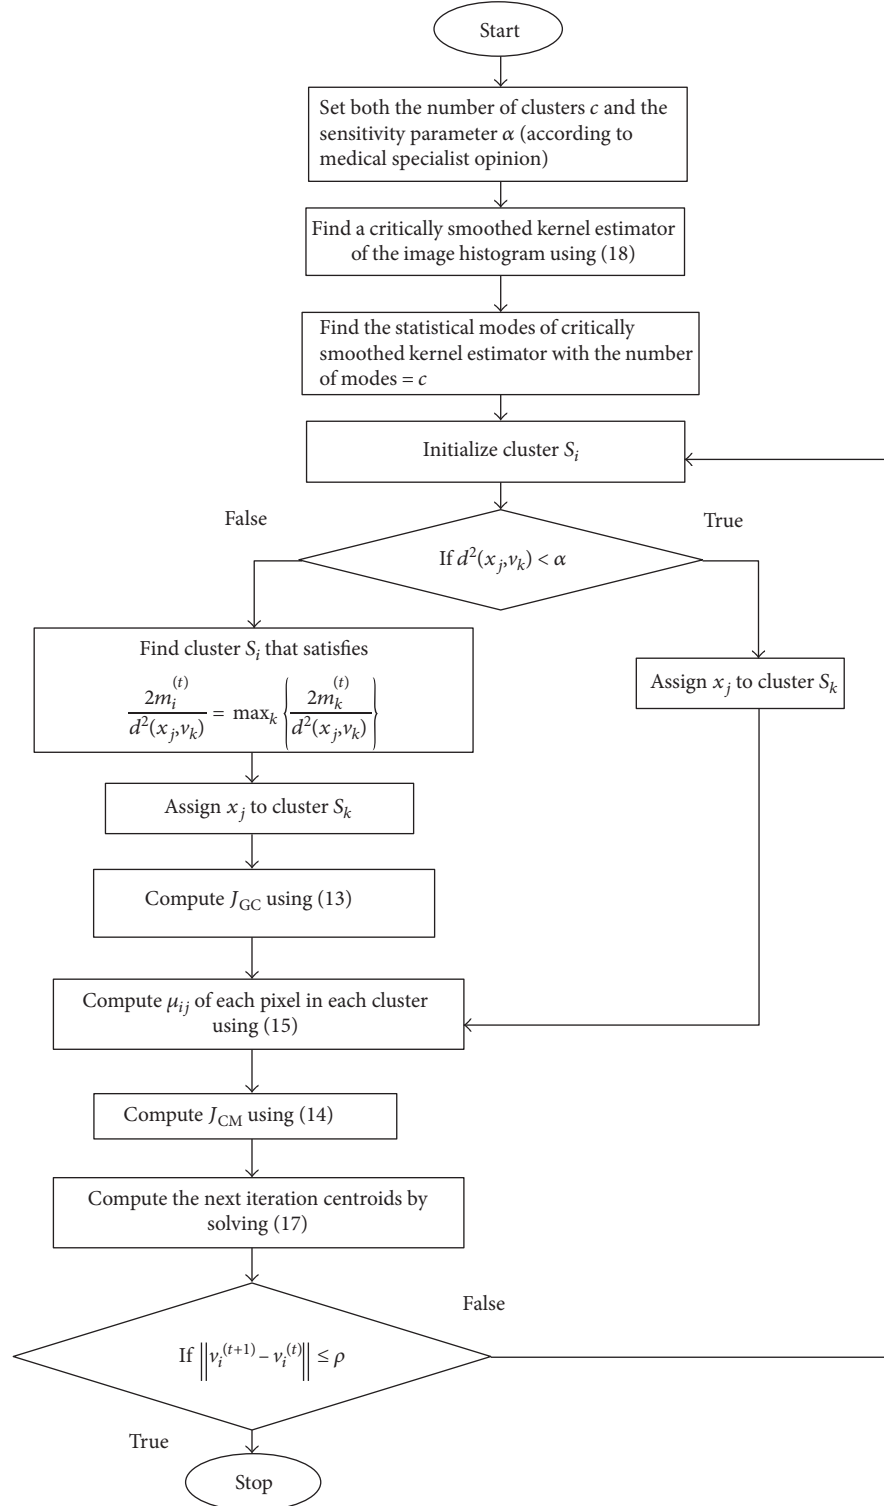 Start
Set both the number of clusters c and the
sensitivity parameter α (according to
medical specialist opinion)
Find a critically smoothed kernel estimator
of the image histogram using (18)
Find the statistical modes of critically
smoothed kernel estimator with the number
of modes = c
Initialize cluster S_i
False
True
If d²(x_j,v_k) < α
Find cluster S_i that satisfies
2m_i^(t) / d²(x_j,v_k) = max_k {2m_k^(t) / d²(x_j,v_k)}
Assign x_j to cluster S_k
Assign x_j to cluster S_k
Compute J_GC using (13)
Compute μ_ij of each pixel in each cluster
using (15)
Compute J_CM using (14)
Compute the next iteration centroids by
solving (17)
False
If ||v_i^(t+1) – v_i^(t)|| ≤ ρ
True
Stop